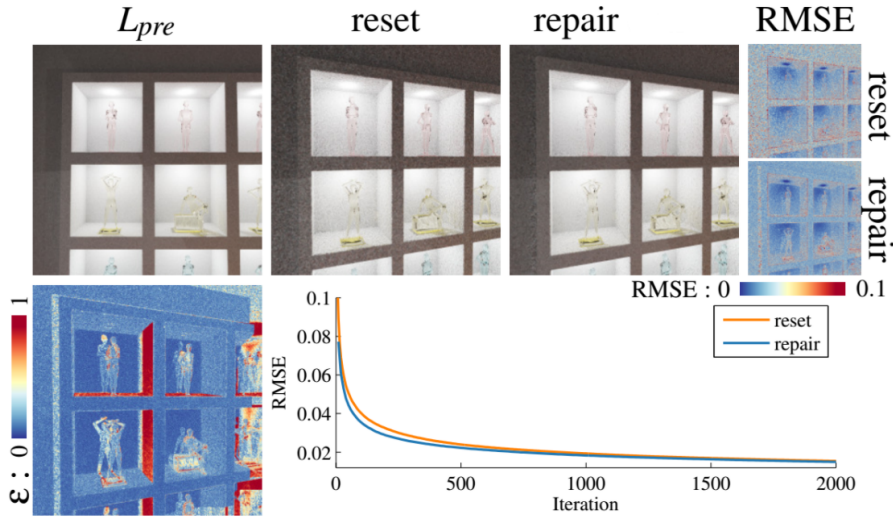 L_pre reset repair RMSE
reset
repair
RMSE : 0 0.1
ε : 0 1
0.1
0.08
0.06
0.04
0.02
RMSE
reset
repair
0 500 1000 1500 2000
Iteration